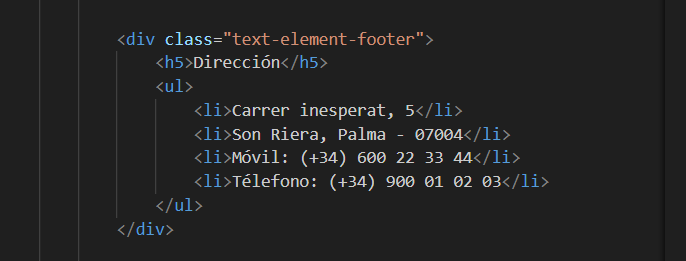 <div class="text-element-footer">
<h5>Dirección</h5>
<ul>
<li>Carrer inesperat, 5</li>
<li>Son Riera, Palma - 07004</li>
<li>Móvil: (+34) 600 22 33 44</li>
<li>Télefono: (+34) 900 01 02 03</li>
</ul>
</div>